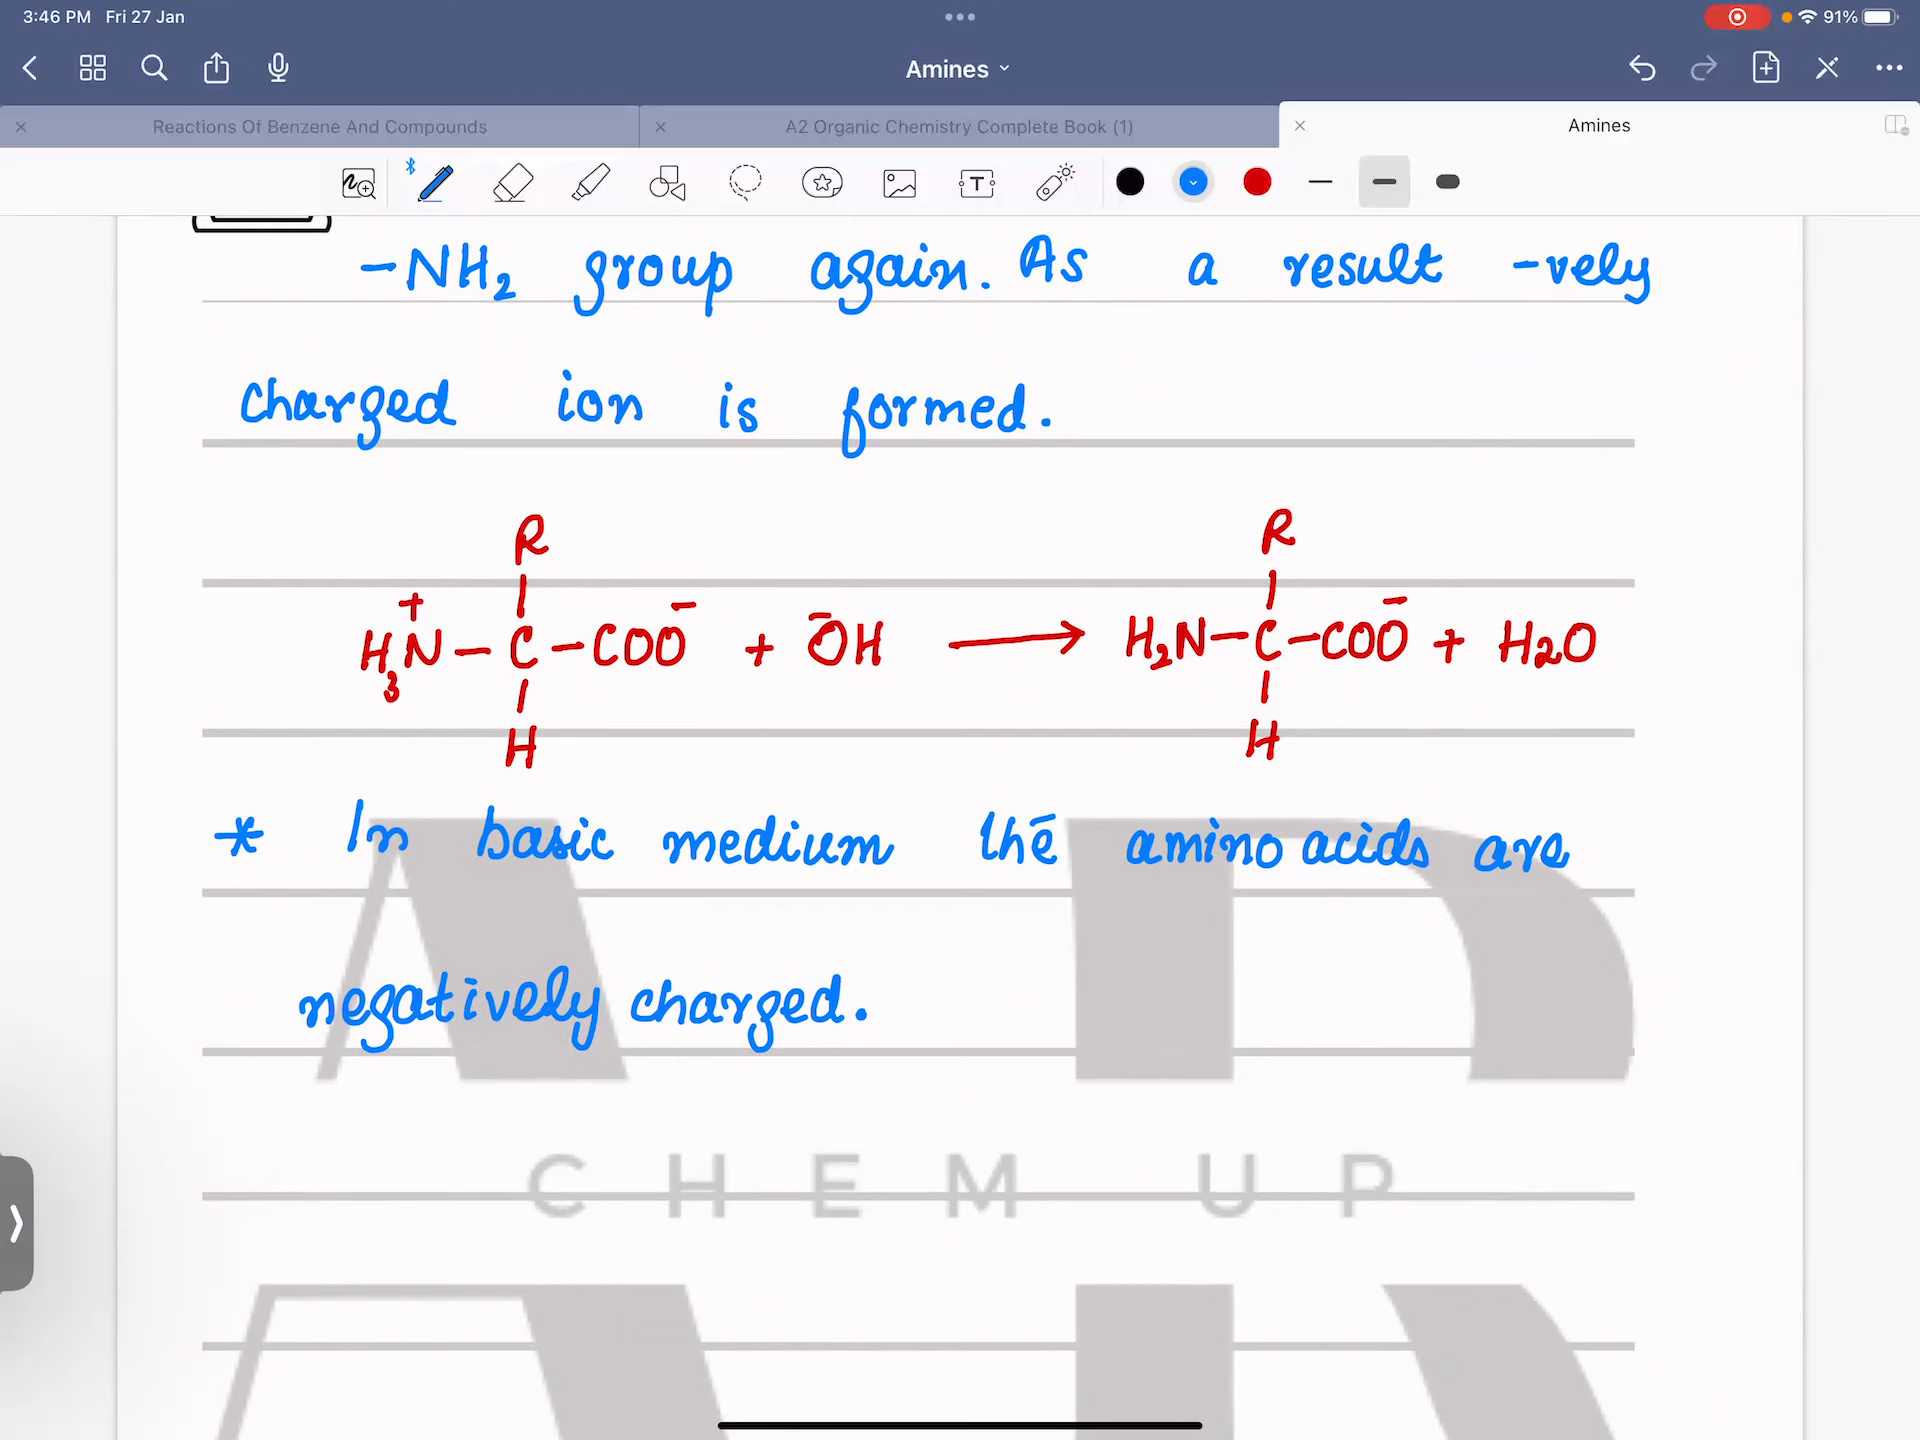 3:46 PM Fri 27 Jan
91%
Amines
Reactions Of Benzene And Compounds
A2 Organic Chemistry Complete Book (1)
Amines
T
-NH2 group again. As a result -vely
charged ion is formed.
R R
H3N+ - C - COO- + -OH → H2N - C - COO- + H2O
H H
* In basic medium the amino acids are
negatively charged.
CHEM UP